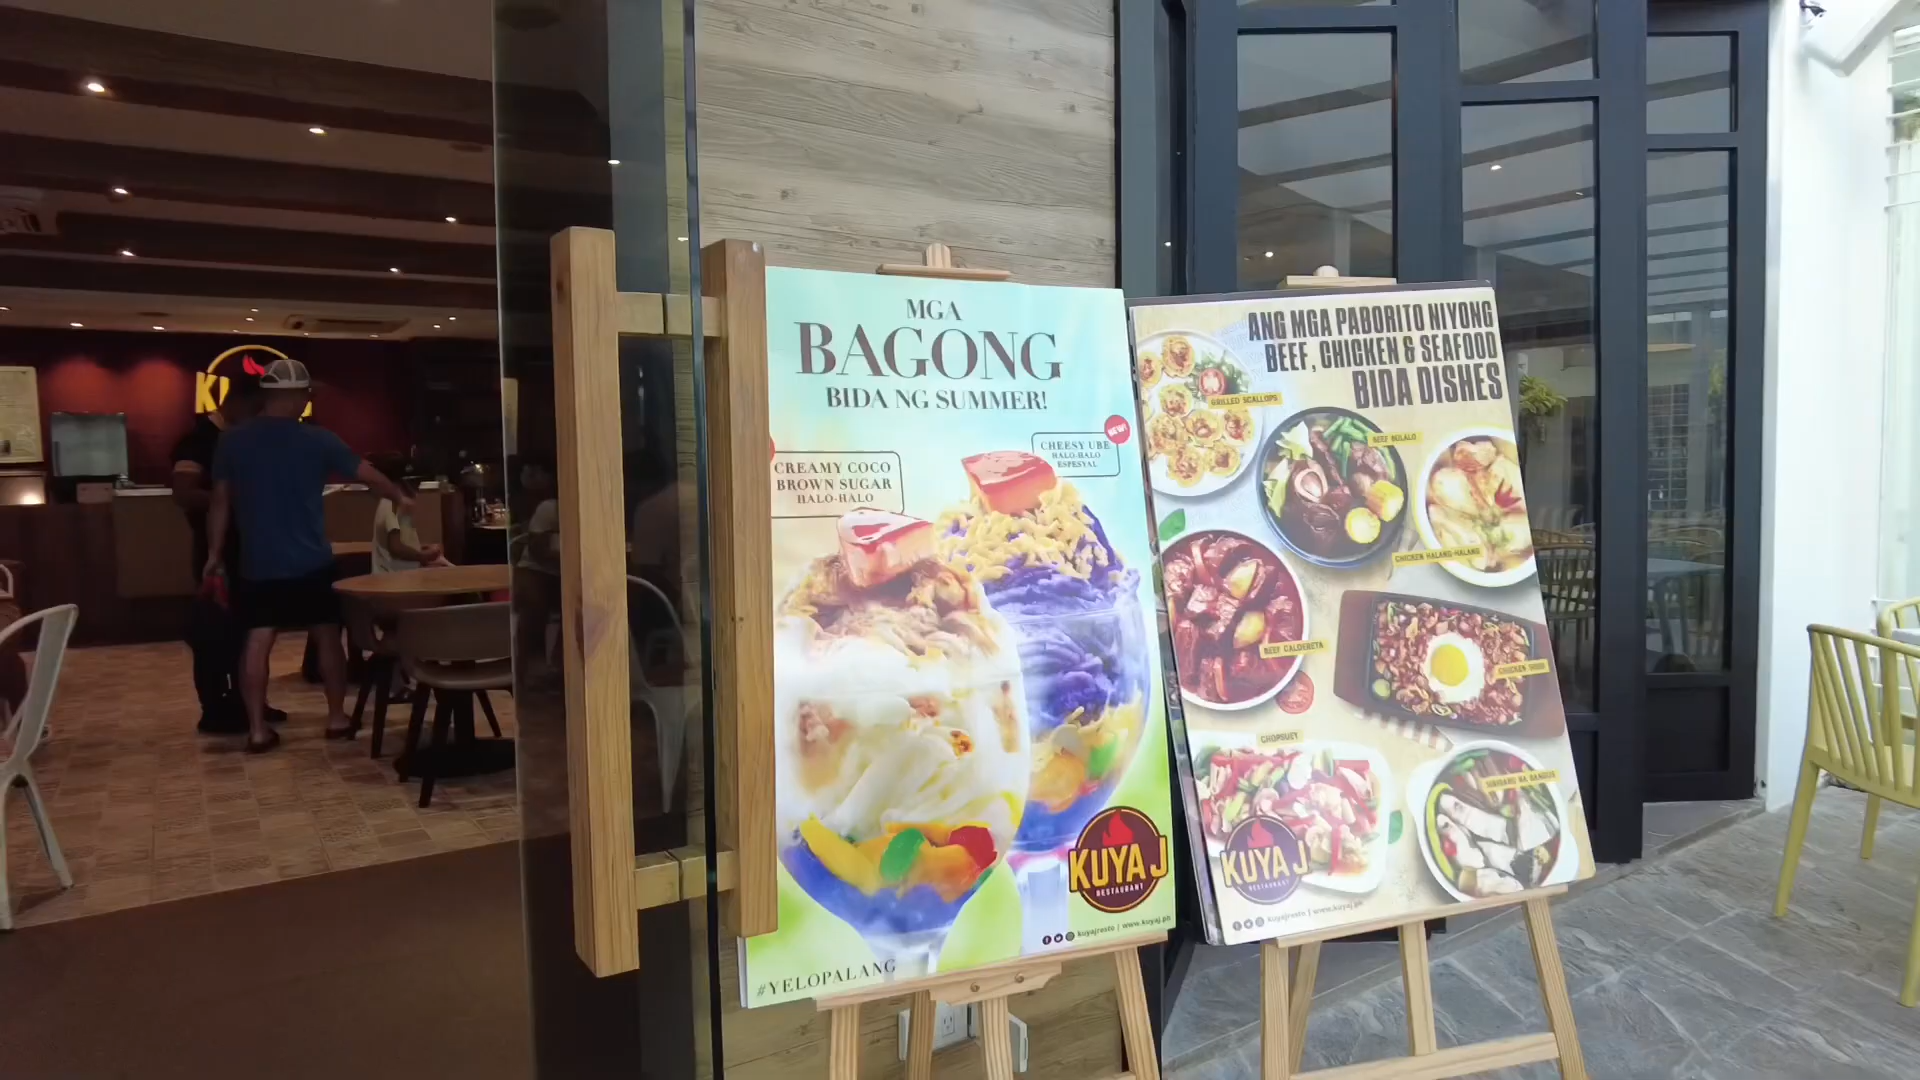 MGA
BAGONG
BIDA NG SUMMER!
CREAMY COCO
BROWN SUGAR
HALO-HALO
NEW!
CHEESY UBE
HALO-HALO
ESPESYAL
KUYA J
RESTAURANT
kuyajresto | www.kuyaj.ph
#YELOPALANG
ANG MGA PABORITO NIYONG
BEEF, CHICKEN & SEAFOOD
BIDA DISHES
GRILLED SCALLOPS
BEEF BULALO
CHICKEN HALANG-HALANG
BEEF CALDERETA
CHICKEN SISIG
CHOPSUEY
SINIGANG NA BANGUS
KUYA J
RESTAURANT
kuyajresto | www.kuyaj.ph